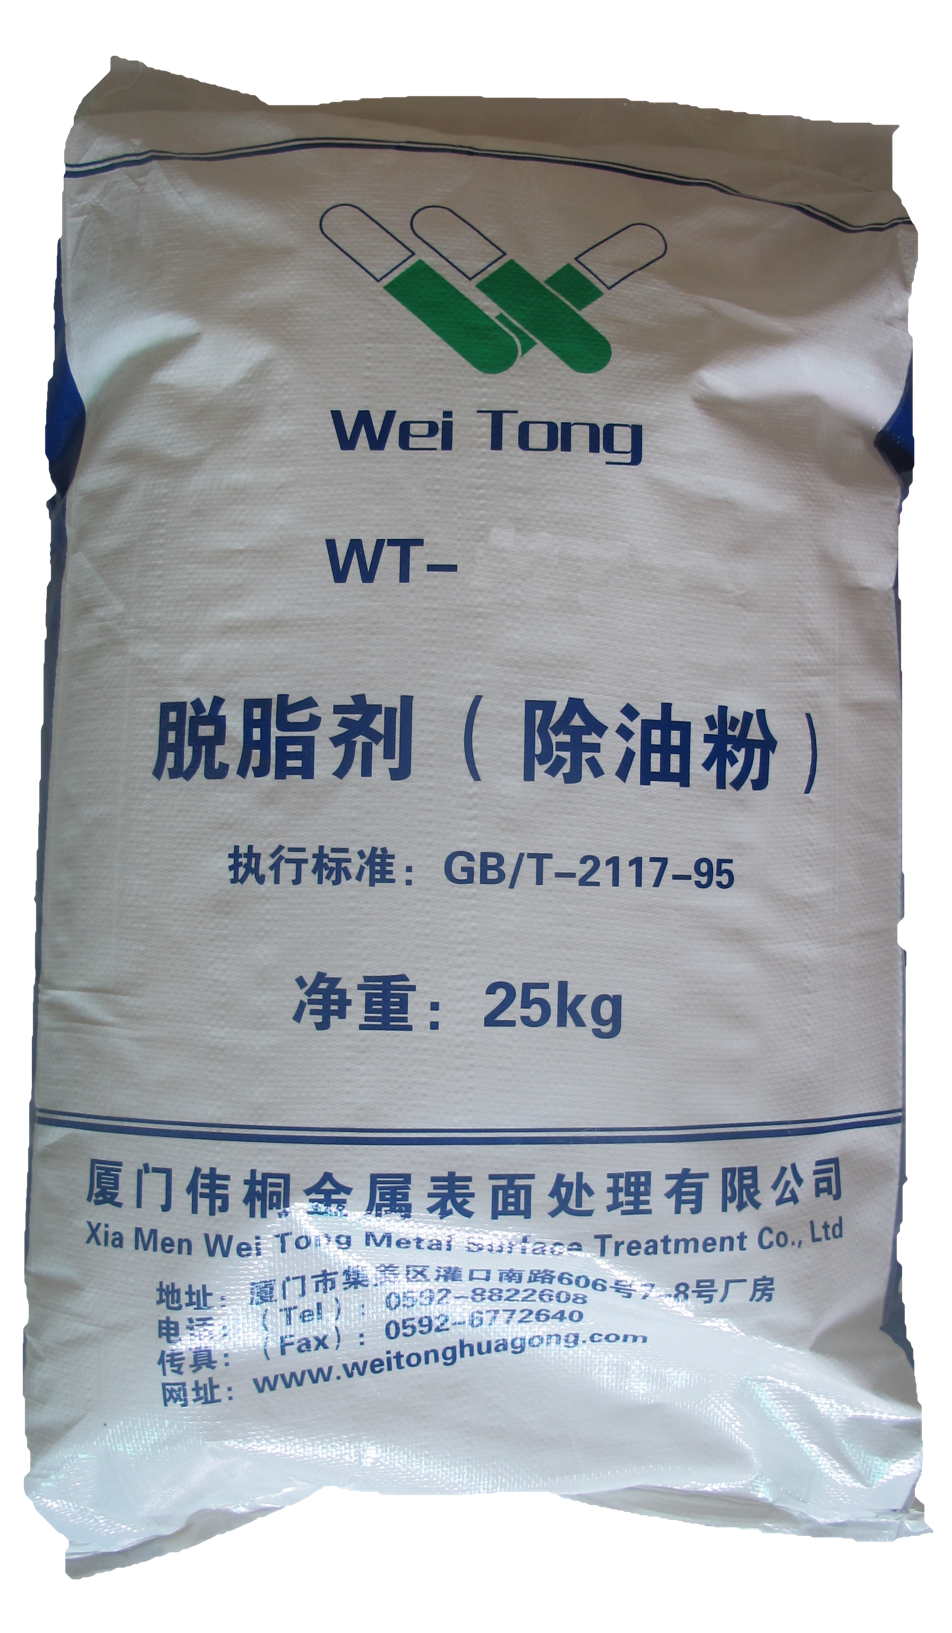 Wei Tong
WT-
脱脂剂（除油粉）
执行标准：GB/T-2117-95
净重：25kg
厦门伟桐金属表面处理有限公司
Xia Men Wei Tong Metal Surface Treatment Co., Ltd
地址：厦门市集美区灌口南路606号7-8号厂房
电话：（Tel）：0592-8822608
传真：（Fax）：0592-6772640
网址：www.weitonghuagong.com